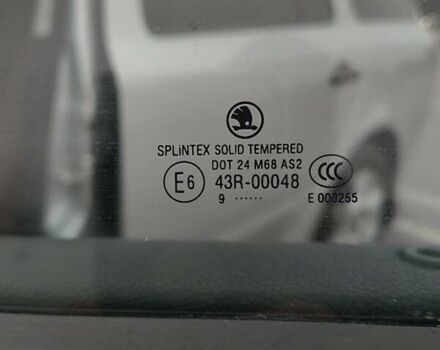 SPLiNTEX SOLID TEMPERED
DOT 24 M68 AS2
E6 43R-00048 CCC
9 ...... E 000255